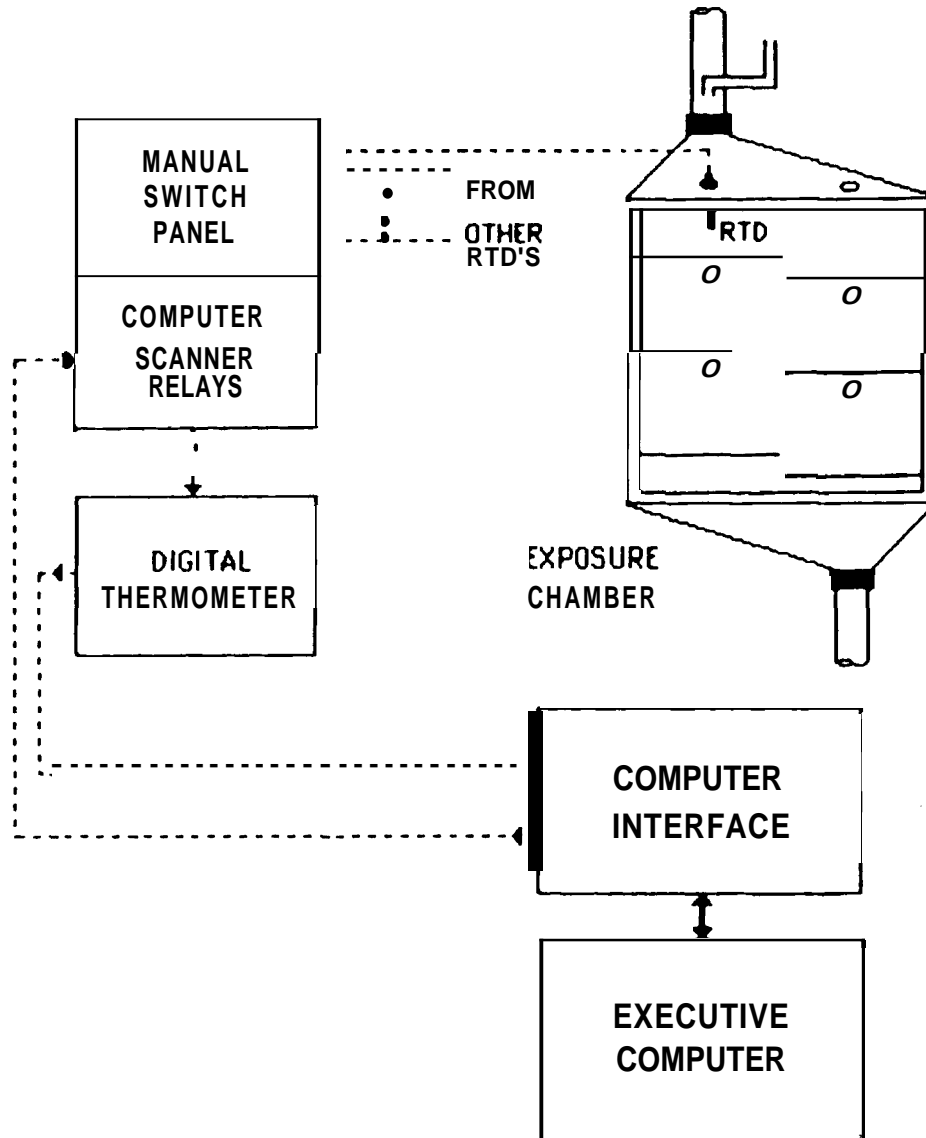 MANUAL
SWITCH
PANEL
FROM
OTHER
RTD'S
RTD
COMPUTER
SCANNER
RELAYS
DIGITAL
THERMOMETER
EXPOSURE
CHAMBER
COMPUTER
INTERFACE
EXECUTIVE
COMPUTER